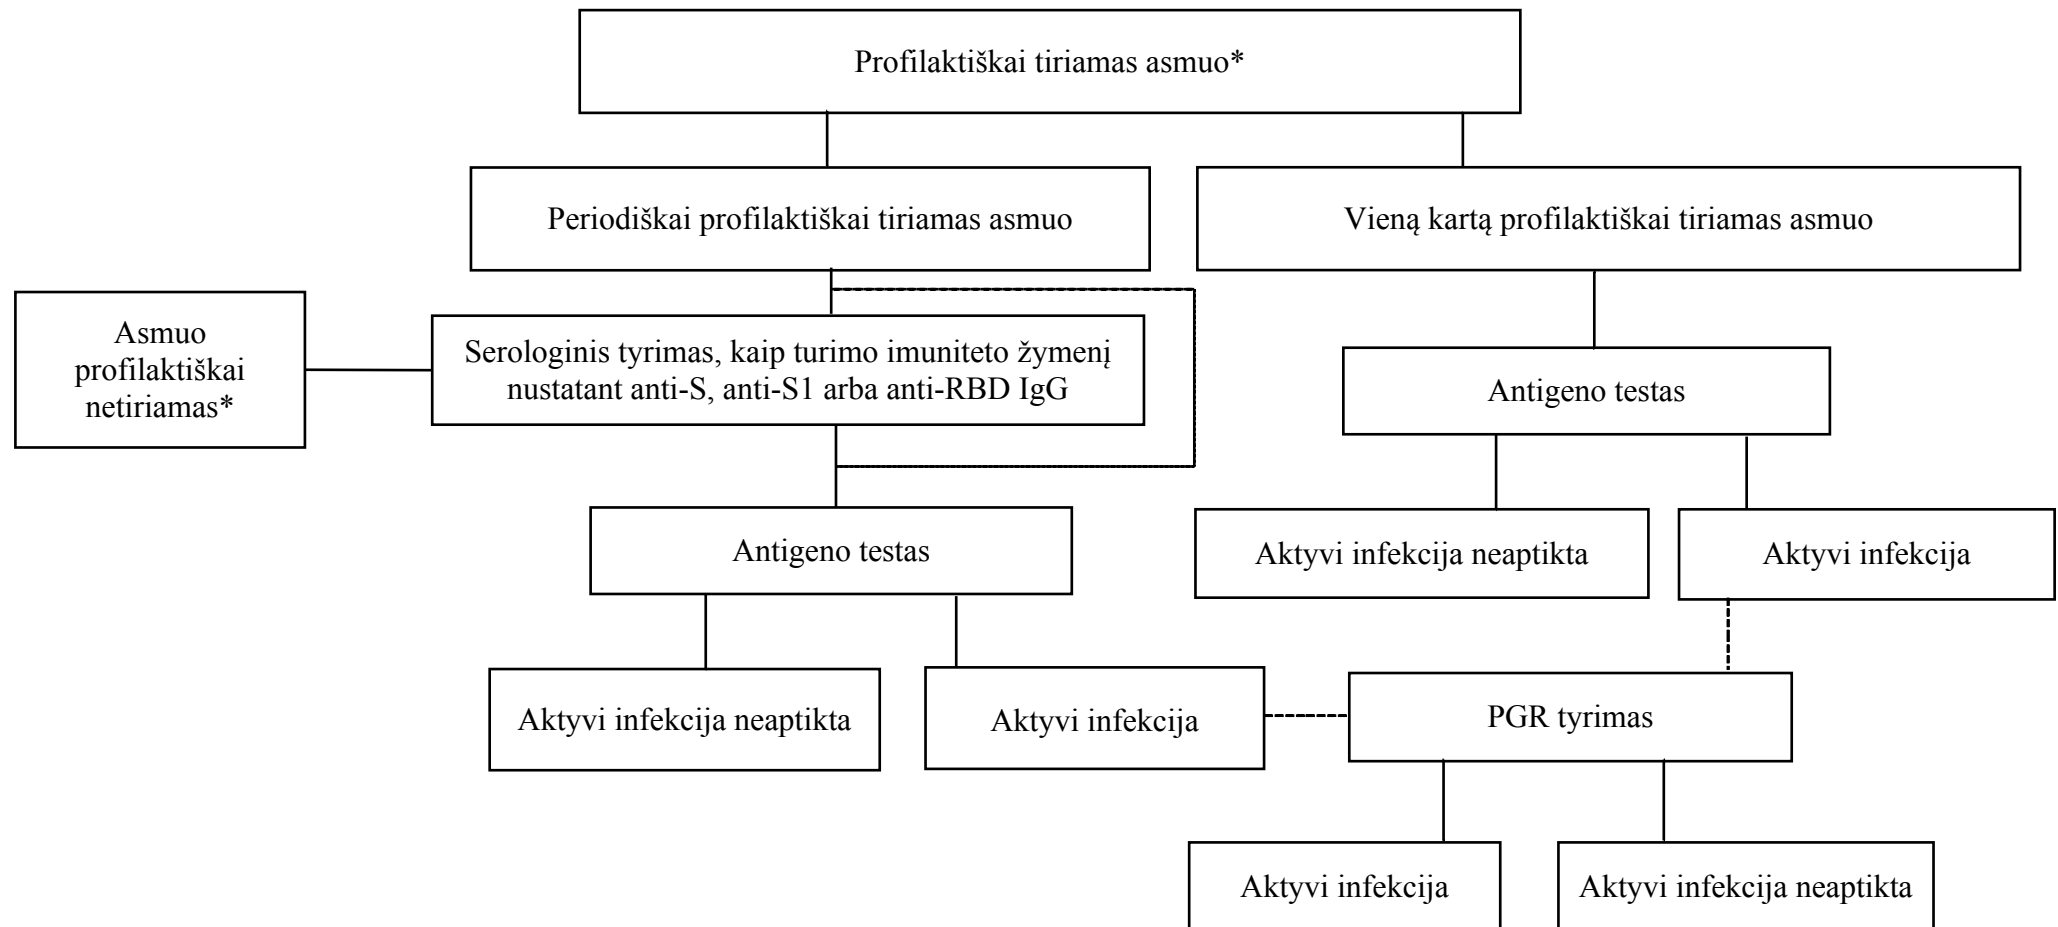 Profilaktiškai tiriamas asmuo*
Periodiškai profilaktiškai tiriamas asmuo
Vieną kartą profilaktiškai tiriamas asmuo
Asmuo
profilaktiškai
netiriamas*
Serologinis tyrimas, kaip turimo imuniteto žymenį
nustatant anti-S, anti-S1 arba anti-RBD IgG
Antigeno testas
Antigeno testas
Aktyvi infekcija neaptikta
Aktyvi infekcija
Aktyvi infekcija neaptikta
Aktyvi infekcija
PGR tyrimas
Aktyvi infekcija
Aktyvi infekcija neaptikta